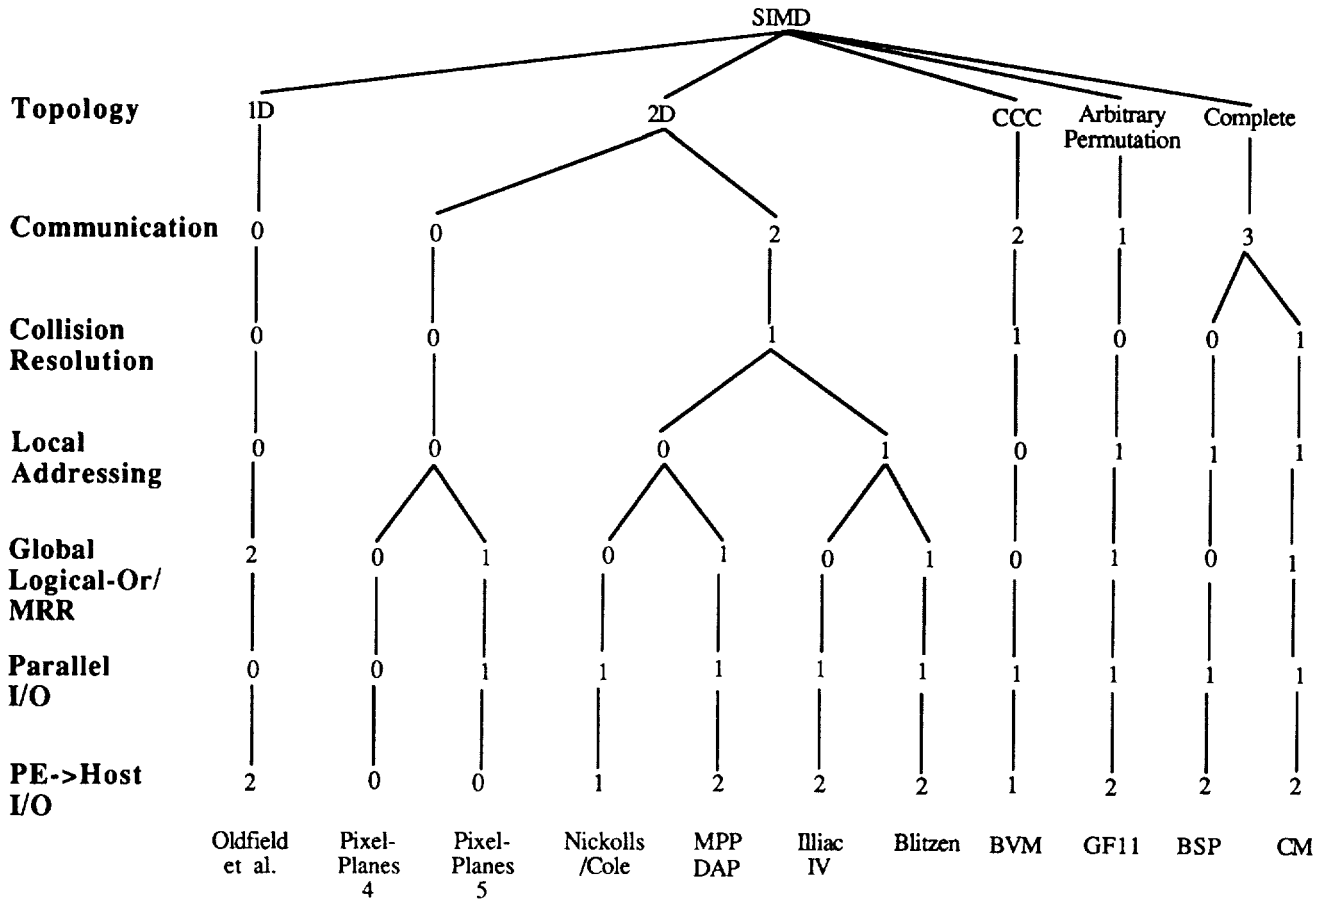 SIMD
Topology 1D 2D CCC Arbitrary Permutation Complete
Communication 0 0 2 2 1 3
Collision Resolution 0 0 1 1 0 0 1
Local Addressing 0 0 0 1 0 1 1 1
Global Logical-Or/ MRR 2 0 1 0 1 0 1 0 1 0 1
Parallel I/O 0 0 1 1 1 1 1 1 1 1 1
PE->Host I/O 2 0 0 1 2 2 2 1 2 2 2
Oldfield et al.
Pixel-Planes 4
Pixel-Planes 5
Nickolls /Cole
MPP DAP
Illiac IV
Blitzen
BVM
GF11
BSP
CM